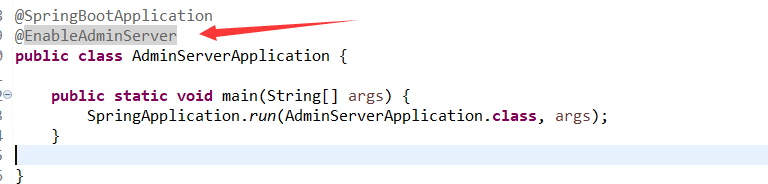 @SpringBootApplication
@EnableAdminServer
public class AdminServerApplication {
public static void main(String[] args) {
SpringApplication.run(AdminServerApplication.class, args);
}
}